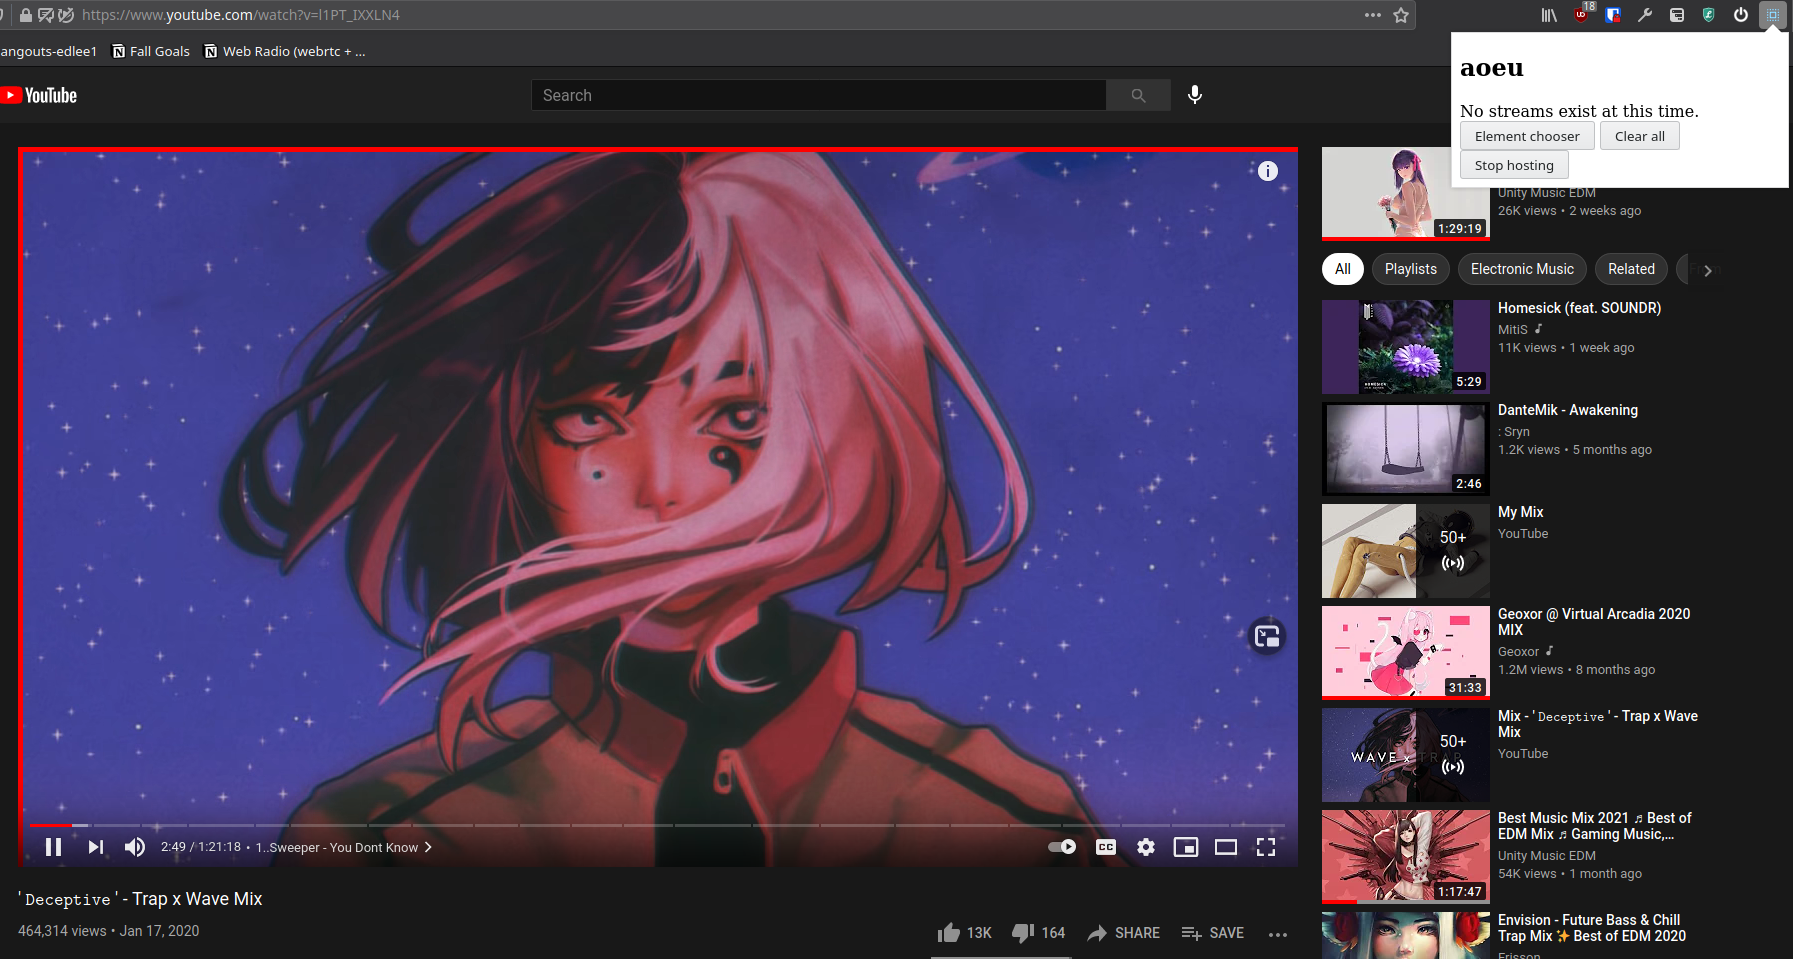 https://www.youtube.com/watch?v=l1PT_IXXLN4
18
angouts-edlee1
Fall Goals
Web Radio (webrtc + ...
YouTube
Search
aoeu
No streams exist at this time.
Element chooser
Clear all
Stop hosting
Unity Music EDM
26K views • 2 weeks ago
1:29:19
All
Playlists
Electronic Music
Related
Homesick (feat. SOUNDR)
MitiS
11K views • 1 week ago
5:29
DanteMik - Awakening
: Sryn
1.2K views • 5 months ago
2:46
My Mix
YouTube
50+
Geoxor @ Virtual Arcadia 2020
MIX
Geoxor
1.2M views • 8 months ago
31:33
Mix - ' Deceptive ' - Trap x Wave
Mix
YouTube
50+
WAVE x TRAP
Best Music Mix 2021 ♬ Best of
EDM Mix ♬ Gaming Music,...
Unity Music EDM
54K views • 1 month ago
1:17:47
Envision - Future Bass & Chill
Trap Mix ✨ Best of EDM 2020
2:49 / 1:21:18 • 1..Sweeper - You Dont Know
CC
' Deceptive ' - Trap x Wave Mix
464,314 views • Jan 17, 2020
13K
164
SHARE
SAVE